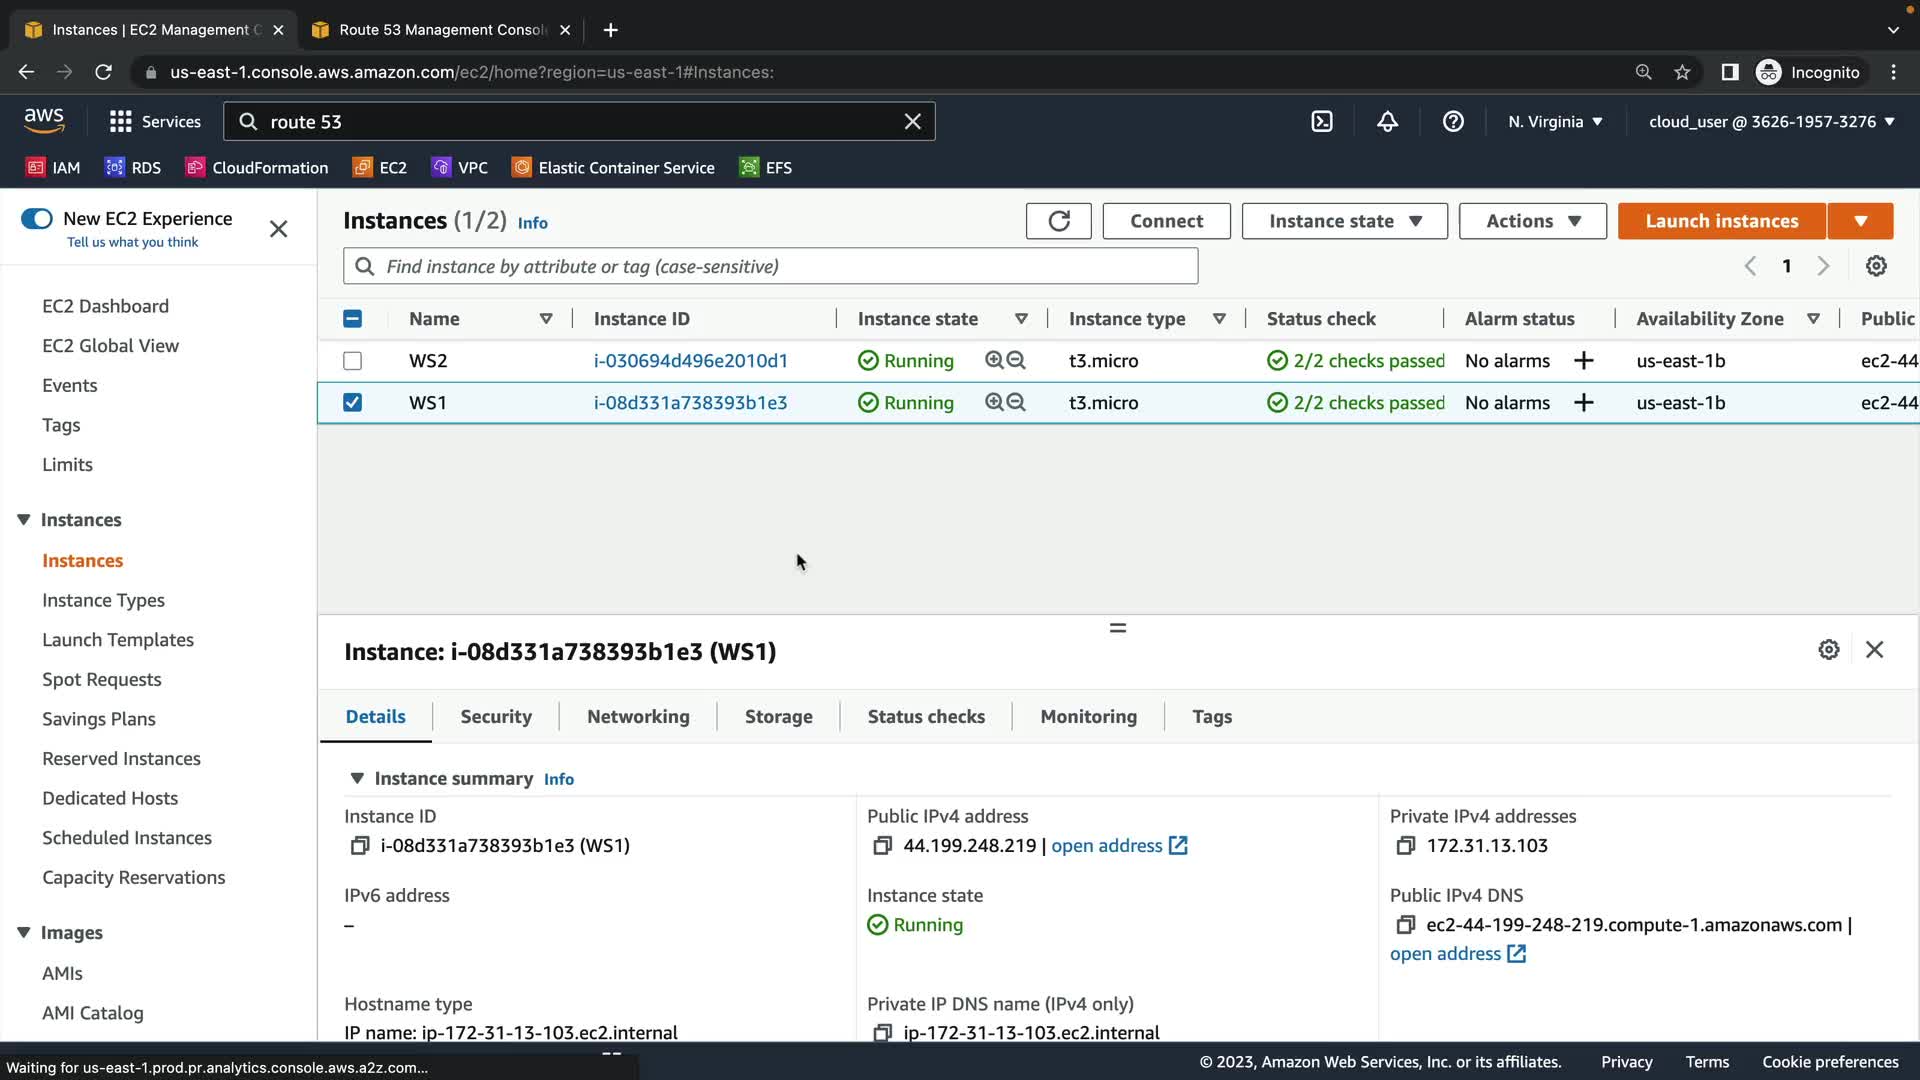 Instances | EC2 Management C
Route 53 Management Consol
us-east-1.console.aws.amazon.com/ec2/home?region=us-east-1#Instances:
Incognito
aws
Services
route 53
N. Virginia
cloud_user @ 3626-1957-3276
IAM
RDS
CloudFormation
EC2
VPC
Elastic Container Service
EFS
New EC2 Experience
Tell us what you think
EC2 Dashboard
EC2 Global View
Events
Tags
Limits
Instances
Instances
Instance Types
Launch Templates
Spot Requests
Savings Plans
Reserved Instances
Dedicated Hosts
Scheduled Instances
Capacity Reservations
Images
AMIs
AMI Catalog
Instances (1/2) Info
Connect
Instance state
Actions
Launch instances
Find instance by attribute or tag (case-sensitive)
1
Name Instance ID Instance state Instance type Status check Alarm status Availability Zone Public
WS2 i-030694d496e2010d1 Running t3.micro 2/2 checks passed No alarms + us-east-1b ec2-44
WS1 i-08d331a738393b1e3 Running t3.micro 2/2 checks passed No alarms + us-east-1b ec2-44
Instance: i-08d331a738393b1e3 (WS1)
Details Security Networking Storage Status checks Monitoring Tags
Instance summary Info
Instance ID
i-08d331a738393b1e3 (WS1)
Public IPv4 address
44.199.248.219 | open address
Private IPv4 addresses
172.31.13.103
IPv6 address
–
Instance state
Running
Public IPv4 DNS
ec2-44-199-248-219.compute-1.amazonaws.com |
open address
Hostname type
IP name: ip-172-31-13-103.ec2.internal
Private IP DNS name (IPv4 only)
ip-172-31-13-103.ec2.internal
Waiting for us-east-1.prod.pr.analytics.console.aws.a2z.com...
© 2023, Amazon Web Services, Inc. or its affiliates.
Privacy
Terms
Cookie preferences